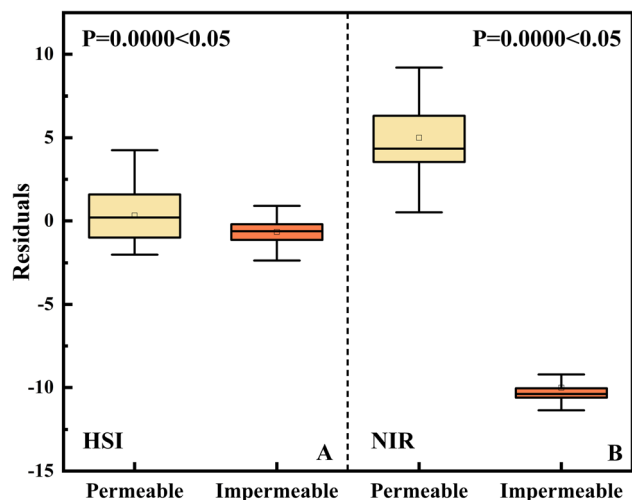 P=0.0000<0.05
P=0.0000<0.05
10
5
0
-5
-10
-15
Residuals
HSI
A
NIR
B
Permeable
Impermeable
Permeable
Impermeable